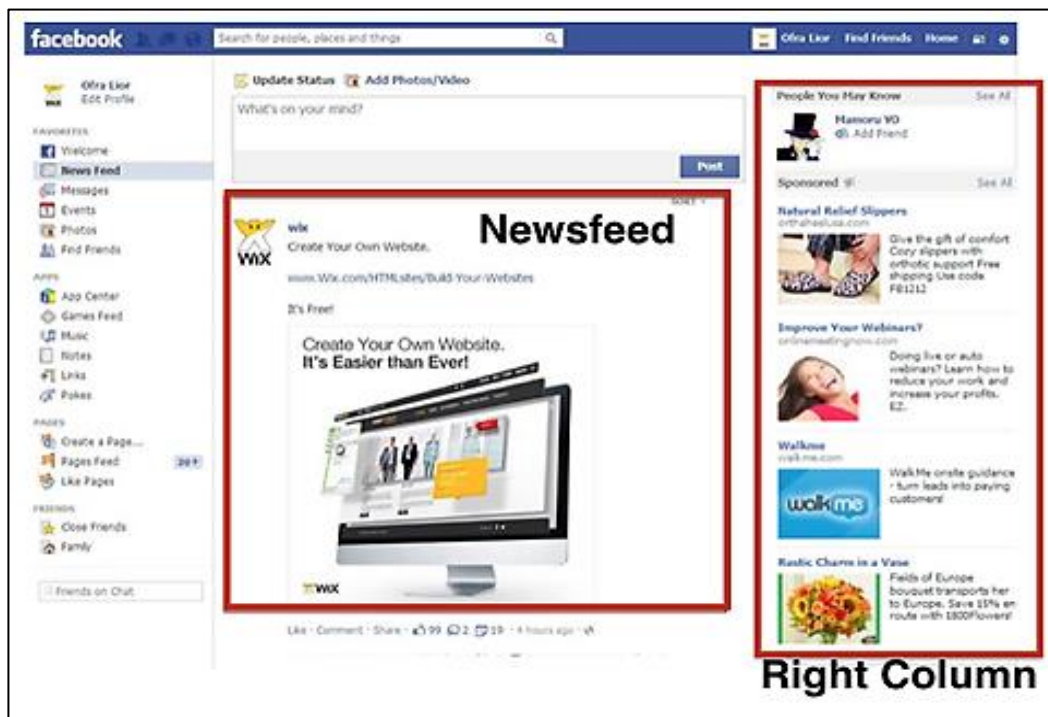 facebook
Search for people, places and things
Ofra Lior Find Friends Home
Ofra Lior
Edit Profile
FAVORITES
Welcome
News Feed
Messages
Events
Photos
Find Friends
APPS
App Center
Games Feed
Music
Notes
Links
Pokes
PAGES
Create a Page...
Pages Feed 20+
Like Pages
FRIENDS
Close Friends
Family
Friends on Chat
Update Status Add Photos/Video
What's on your mind?
Post
SORT
Newsfeed
wix
WiX
Create Your Own Website.
www.Wix.com/HTMLsites/Build-Your-Websites
It's Free!
Create Your Own Website.
It's Easier than Ever!
WiX
Like · Comment · Share · 99 2 19 · 4 hours ago ·
People You May Know See All
Mamoru YO
Add Friend
Sponsored See All
Natural Relief Slippers
orthaheelusa.com
Give the gift of comfort
Cozy slippers with
orthotic support Free
shipping Use code
FB1212
Improve Your Webinars?
onlinemeetingnow.com
Doing live or auto
webinars? Learn how to
reduce your work and
increase your profits.
EZ.
Walkme
walkme.com
WalkMe onsite guidance
- turn leads into paying
customers!
walkme
Rustic Charm in a Vase
Fields of Europe
bouquet transports her
to Europe. Save 15% en
route with 1800Flowers!
Right Column